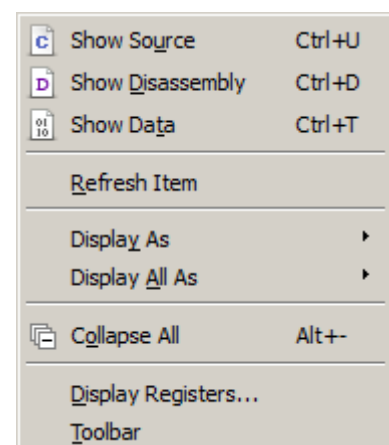 Show Source Ctrl+U
Show Disassembly Ctrl+D
Show Data Ctrl+T
Refresh Item
Display As
Display All As
Collapse All Alt+-
Display Registers...
Toolbar